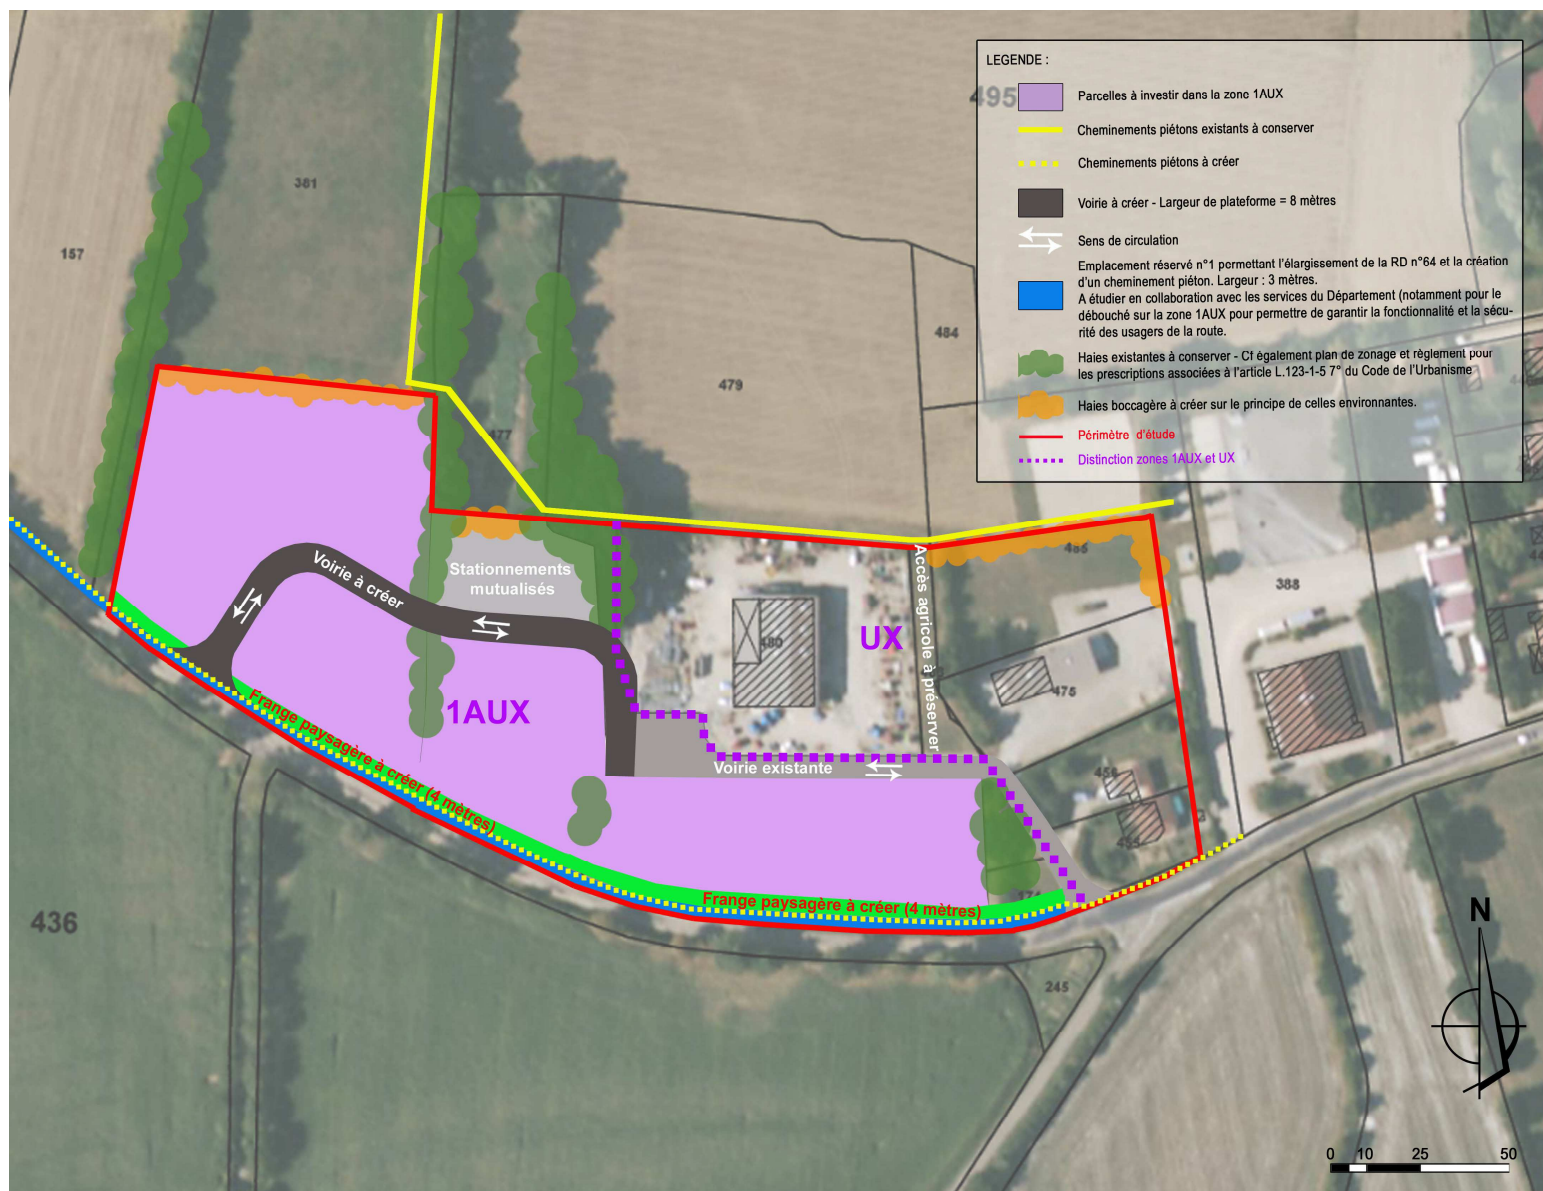 LEGENDE :
495
Parcelles à investir dans la zone 1AUX
Cheminements piétons existants à conserver
Cheminements piétons à créer
Voirie à créer - Largeur de plateforme = 8 mètres
Sens de circulation
Emplacement réservé n°1 permettant l'élargissement de la RD n°64 et la création
d'un cheminement piéton. Largeur : 3 mètres.
A étudier en collaboration avec les services du Département (notamment pour le
débouché sur la zone 1AUX pour permettre de garantir la fonctionnalité et la sécu-
rité des usagers de la route.
Haies existantes à conserver - Cf également plan de zonage et règlement pour
les prescriptions associées à l'article L.123-1-5 7° du Code de l'Urbanisme
Haies boccagère à créer sur le principe de celles environnantes.
Périmètre d'étude
Distinction zones 1AUX et UX
381
157
484
479
477
485
388
Stationnements
mutualisés
Voirie à créer
Accès agricole à préserver
480
UX
475
1AUX
Frange paysagère à créer (4 mètres)
Voirie existante
456
455
474
Frange paysagère à créer (4 mètres)
436
245
N
0 10 25 50